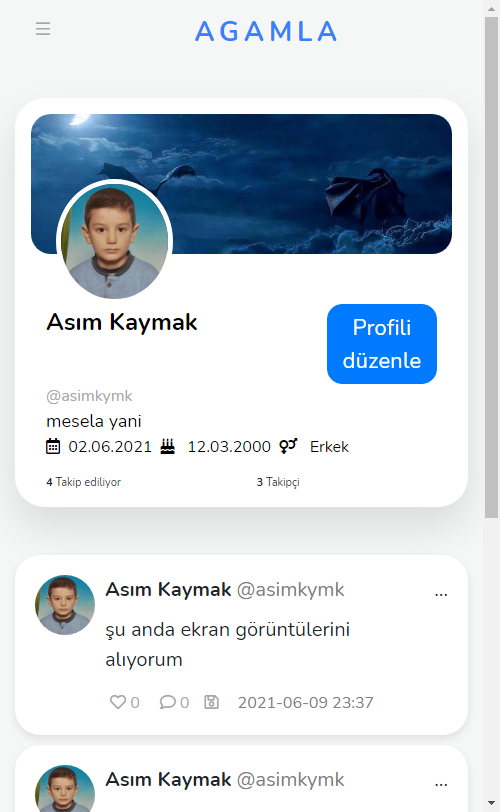 AGAMLA
Asım Kaymak
Profili
düzenle
@asimkymk
mesela yani
02.06.2021 12.03.2000 Erkek
4 Takip ediliyor 3 Takipçi
Asım Kaymak @asimkymk ...
şu anda ekran görüntülerini
alıyorum
0 0 2021-06-09 23:37
Asım Kaymak @asimkymk ...